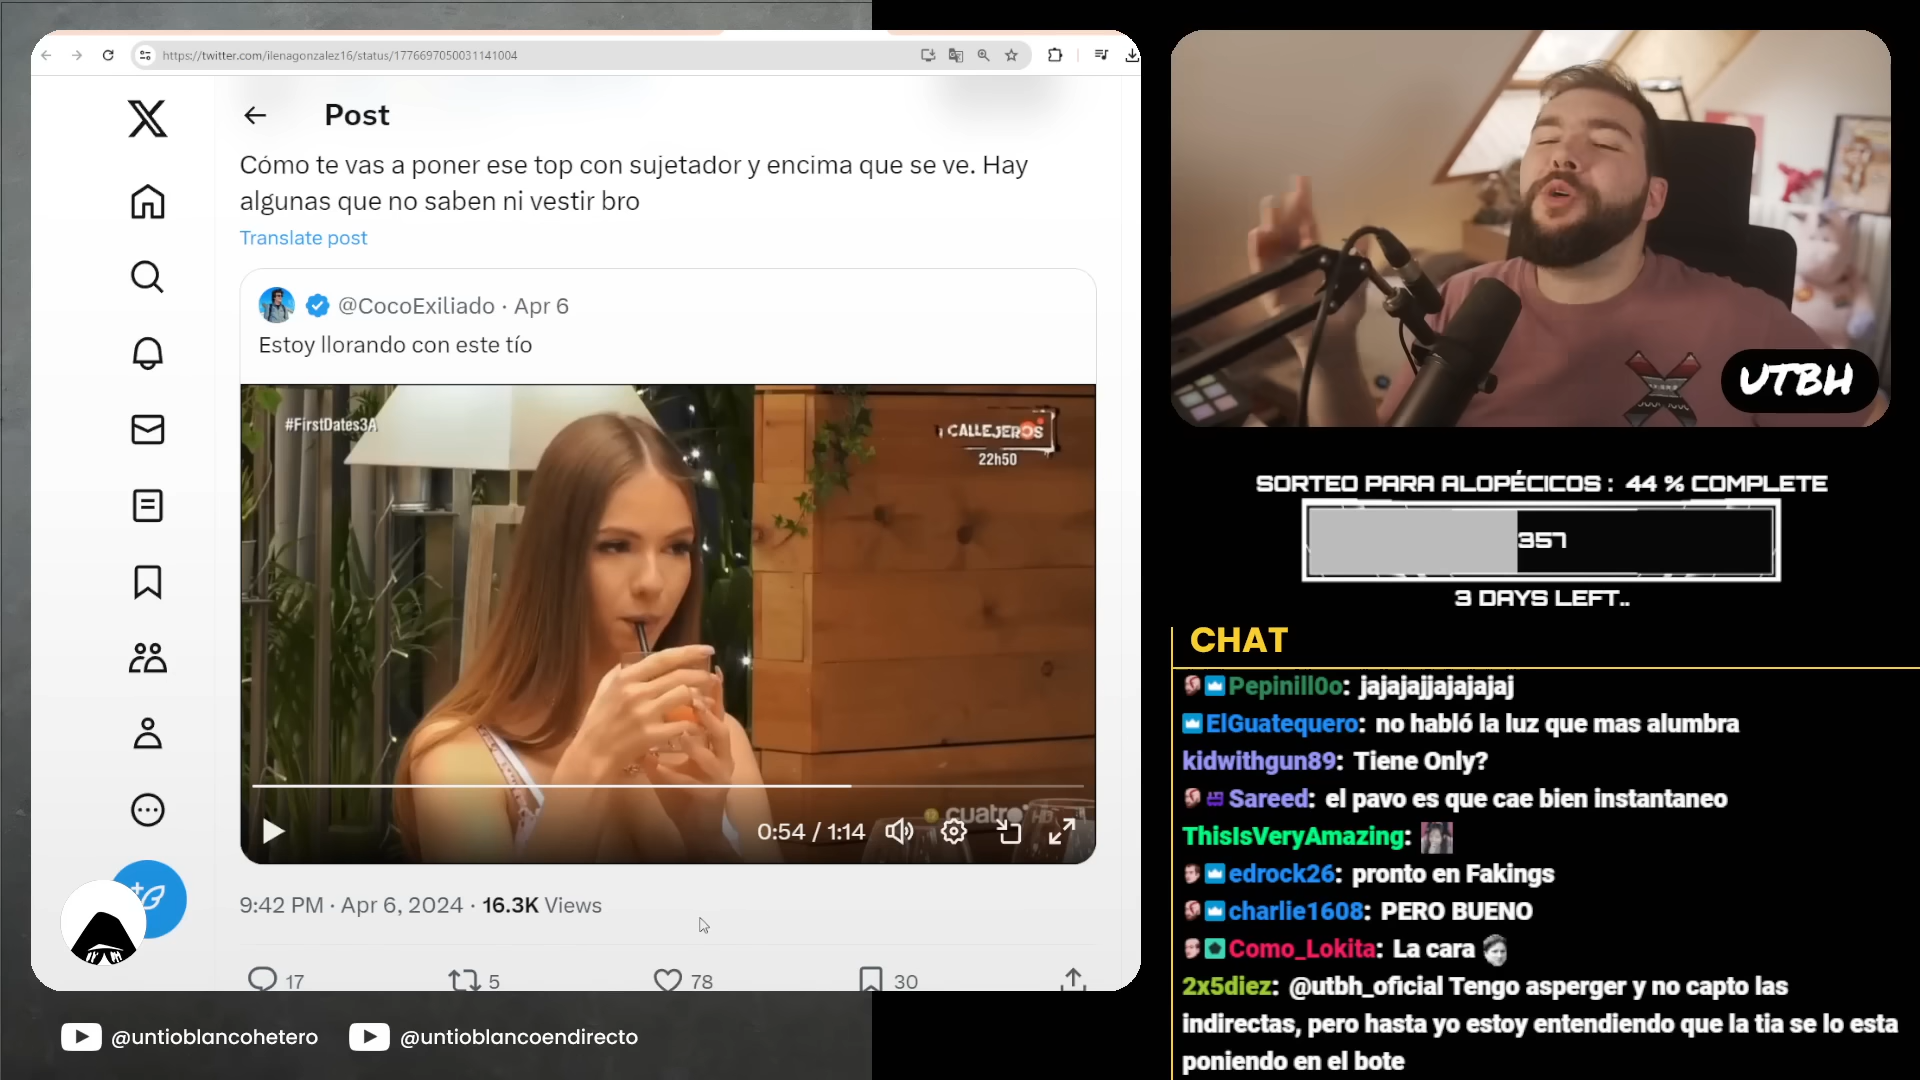 https://twitter.com/ilenagonzalez16/status/1776697050031141004
Post
Cómo te vas a poner ese top con sujetador y encima que se ve. Hay
algunas que no saben ni vestir bro
Translate post
@CocoExiliado · Apr 6
Estoy llorando con este tío
#FirstDates3A
CALLEJEROS
22h50
cuatro HD
0:54 / 1:14
9:42 PM · Apr 6, 2024 · 16.3K Views
17
5
78
30
@untioblancohetero
@untioblancoendirecto
UTBH
SORTEO PARA ALOPÉCICOS : 44 % COMPLETE
357
3 DAYS LEFT..
CHAT
Pepinill0o: jajajajjajajajaj
ElGuatequero: no habló la luz que mas alumbra
kidwithgun89: Tiene Only?
Sareed: el pavo es que cae bien instantaneo
ThisIsVeryAmazing:
edrock26: pronto en Fakings
charlie1608: PERO BUENO
Como_Lokita: La cara
2x5diez: @utbh_oficial Tengo asperger y no capto las
indirectas, pero hasta yo estoy entendiendo que la tia se lo esta
poniendo en el bote